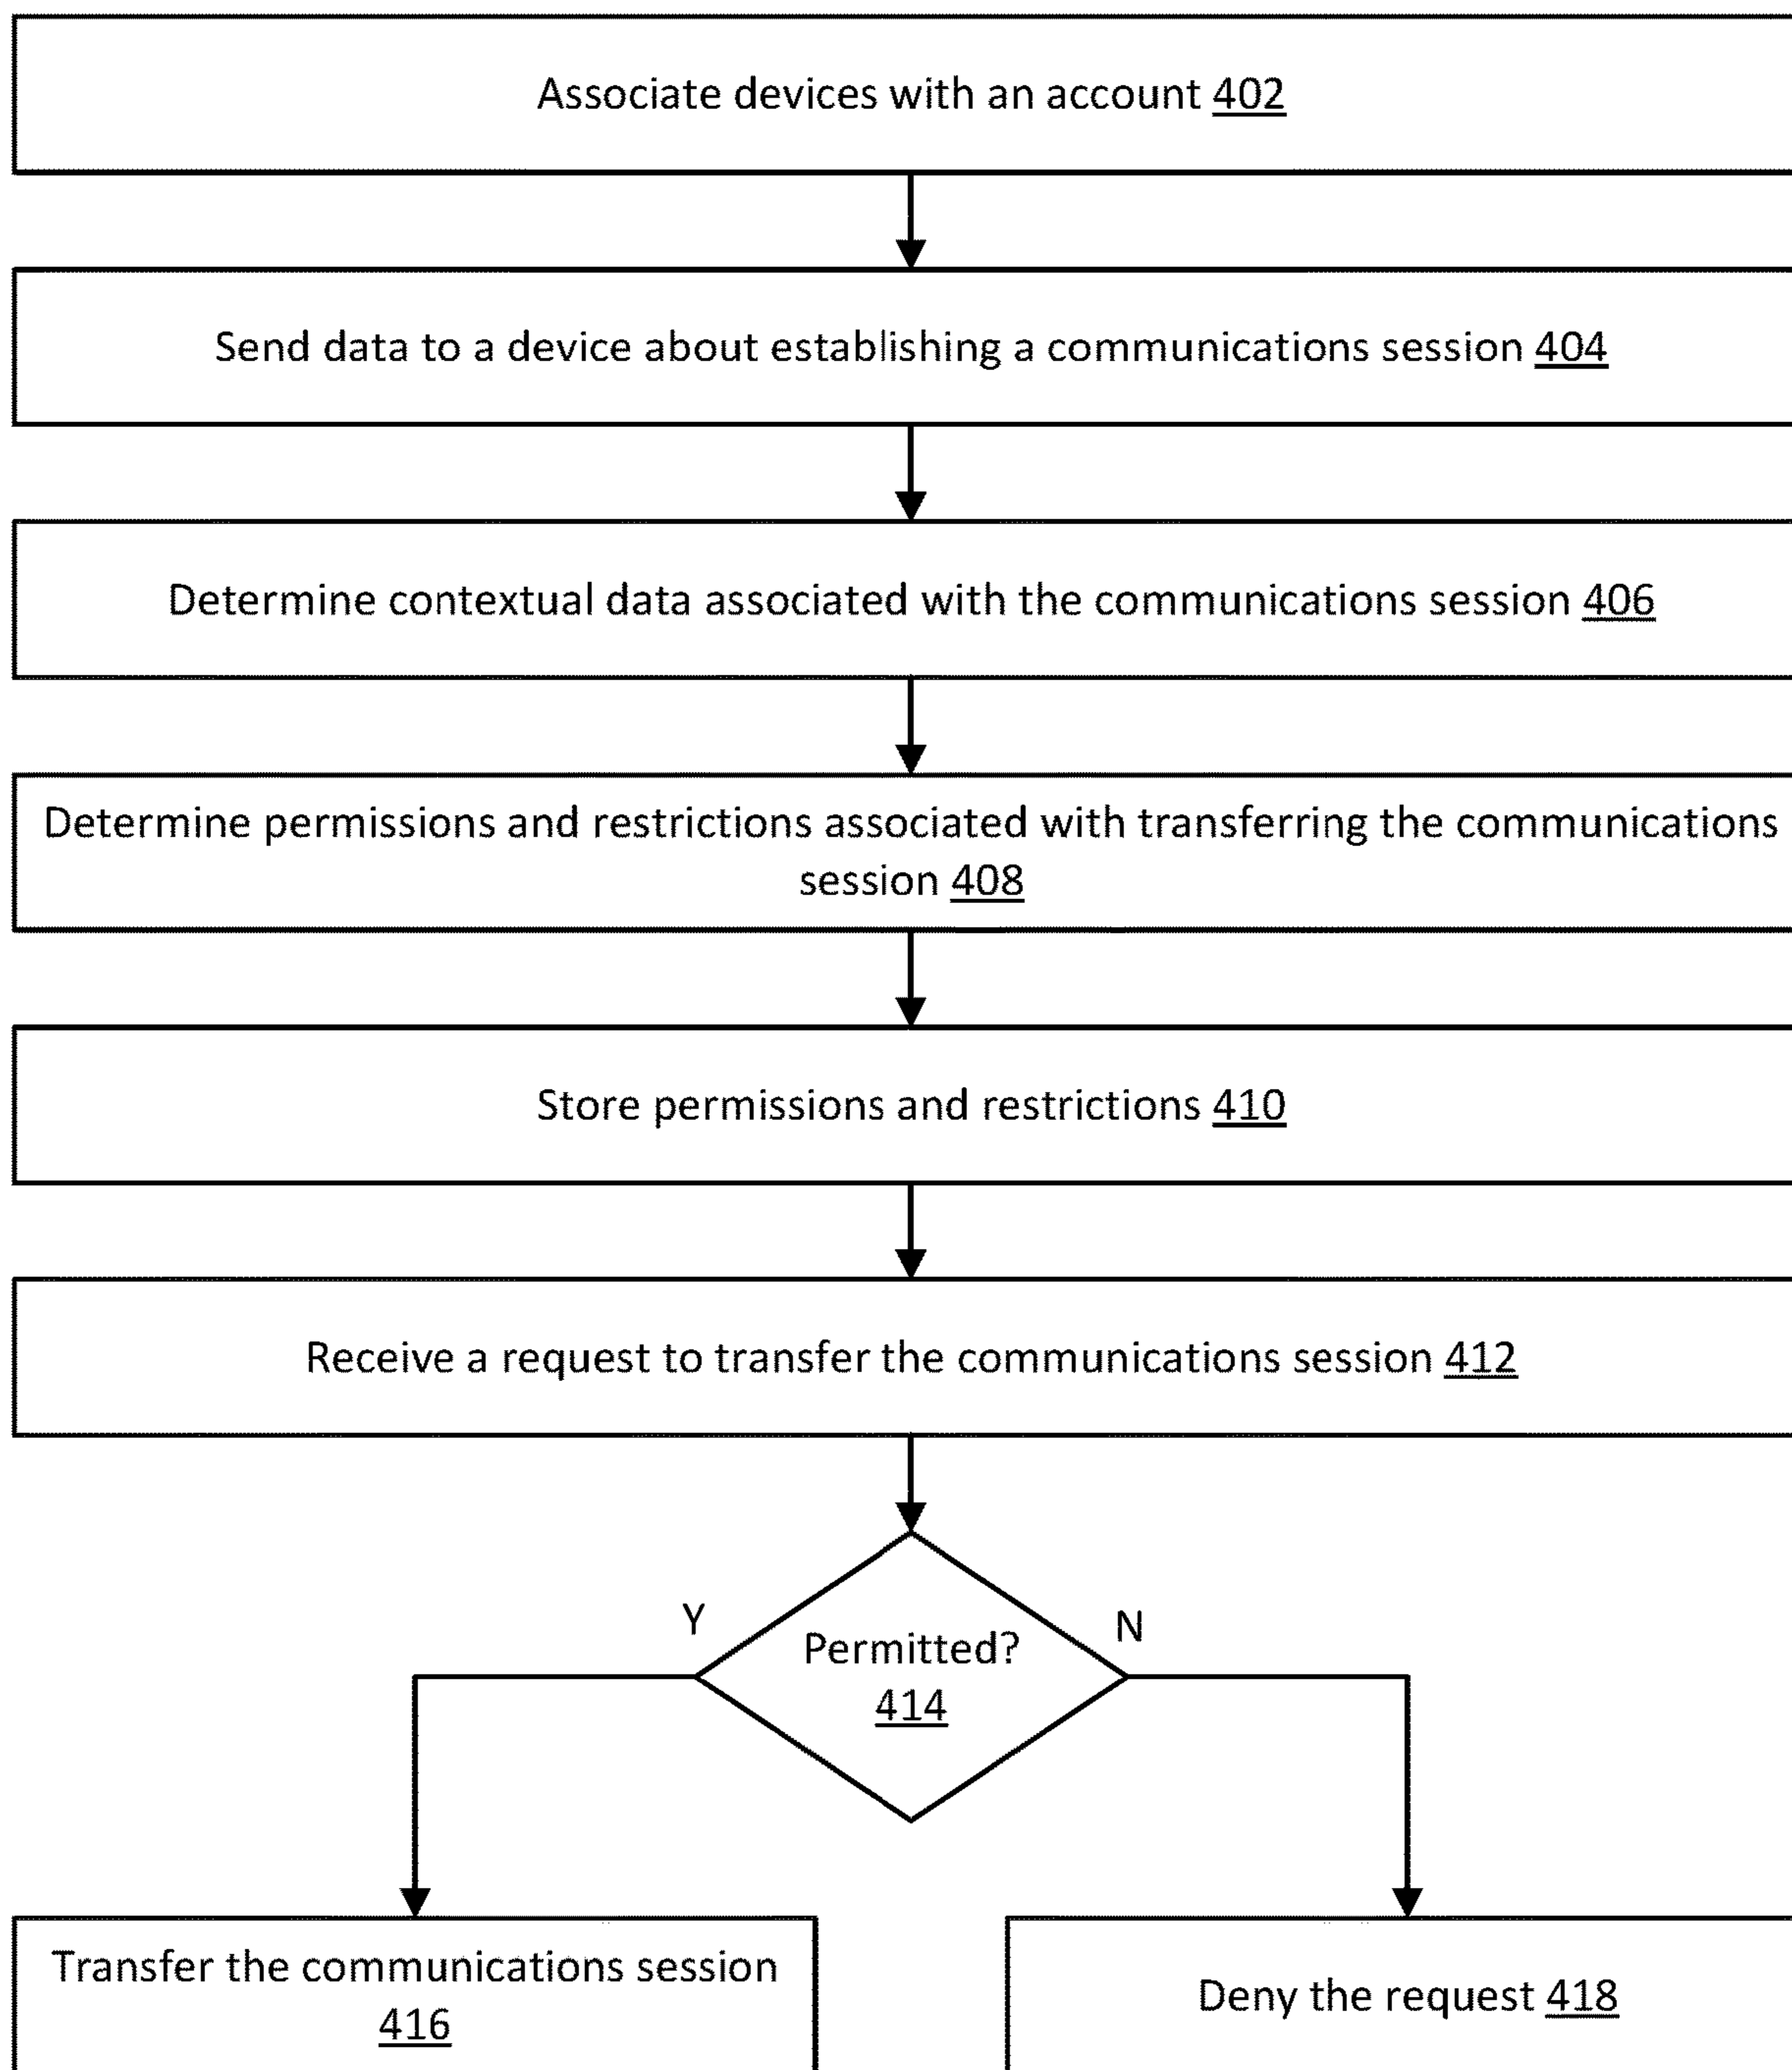 Associate devices with an account 402
Send data to a device about establishing a communications session 404
Determine contextual data associated with the communications session 406
Determine permissions and restrictions associated with transferring the communications
session 408
Store permissions and restrictions 410
Receive a request to transfer the communications session 412
Y
N
Permitted?
414
Transfer the communications session
416
Deny the request 418